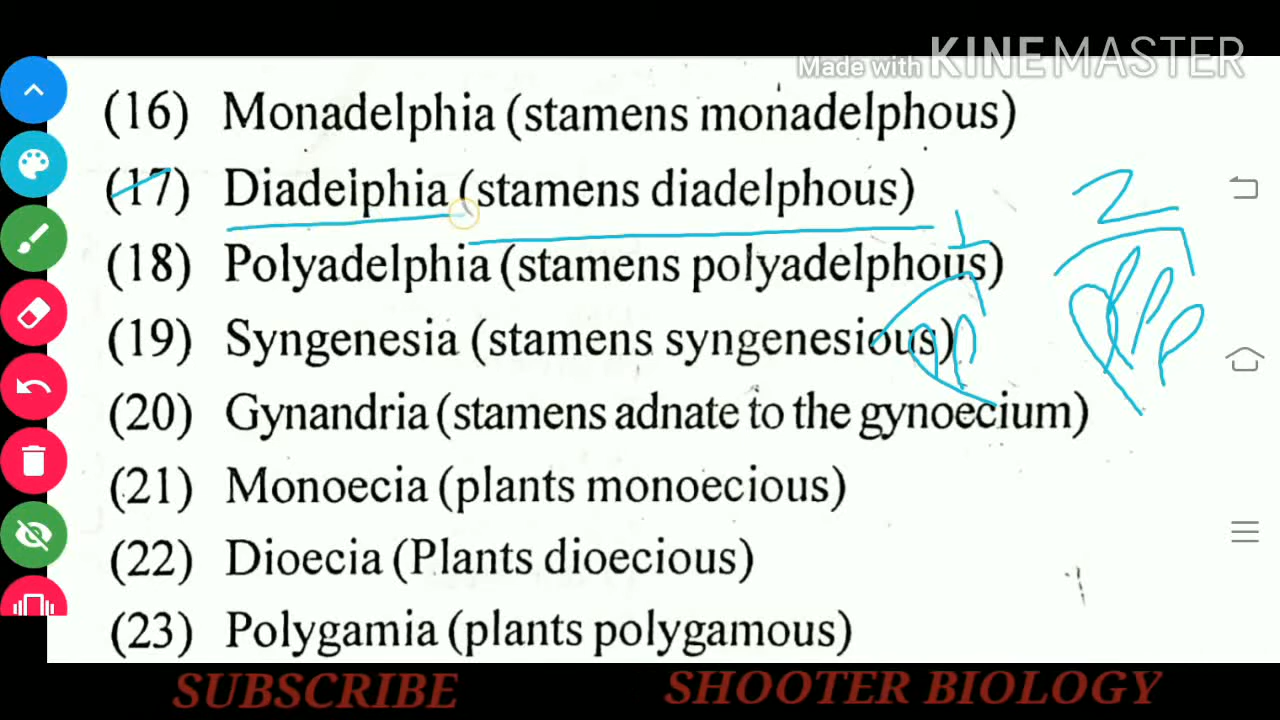 Made with KINEMASTER
(16) Monadelphia (stamens monadelphous)
(17) Diadelphia (stamens diadelphous)
(18) Polyadelphia (stamens polyadelphous)
(19) Syngenesia (stamens syngenesious)
(20) Gynandria (stamens adnate to the gynoecium)
(21) Monoecia (plants monoecious)
(22) Dioecia (Plants dioecious)
(23) Polygamia (plants polygamous)
2
1
SUBSCRIBE SHOOTER BIOLOGY